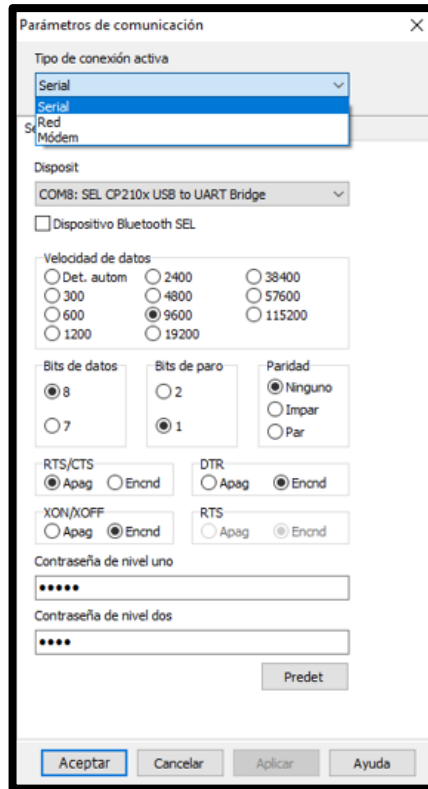 Parámetros de comunicación
Tipo de conexión activa
Serial
Serial
Red
Módem
Disposit
COM8: SEL CP210x USB to UART Bridge
Dispositivo Bluetooth SEL
Velocidad de datos
Det. autom 2400 38400
300 4800 57600
600 9600 115200
1200 19200
Bits de datos Bits de paro Paridad
8 2 Ninguno
7 1 Impar
Par
RTS/CTS DTR
Apag Encnd Apag Encnd
XON/XOFF RTS
Apag Encnd Apag Encnd
Contraseña de nivel uno
•••••
Contraseña de nivel dos
••••
Predet
Aceptar Cancelar Aplicar Ayuda